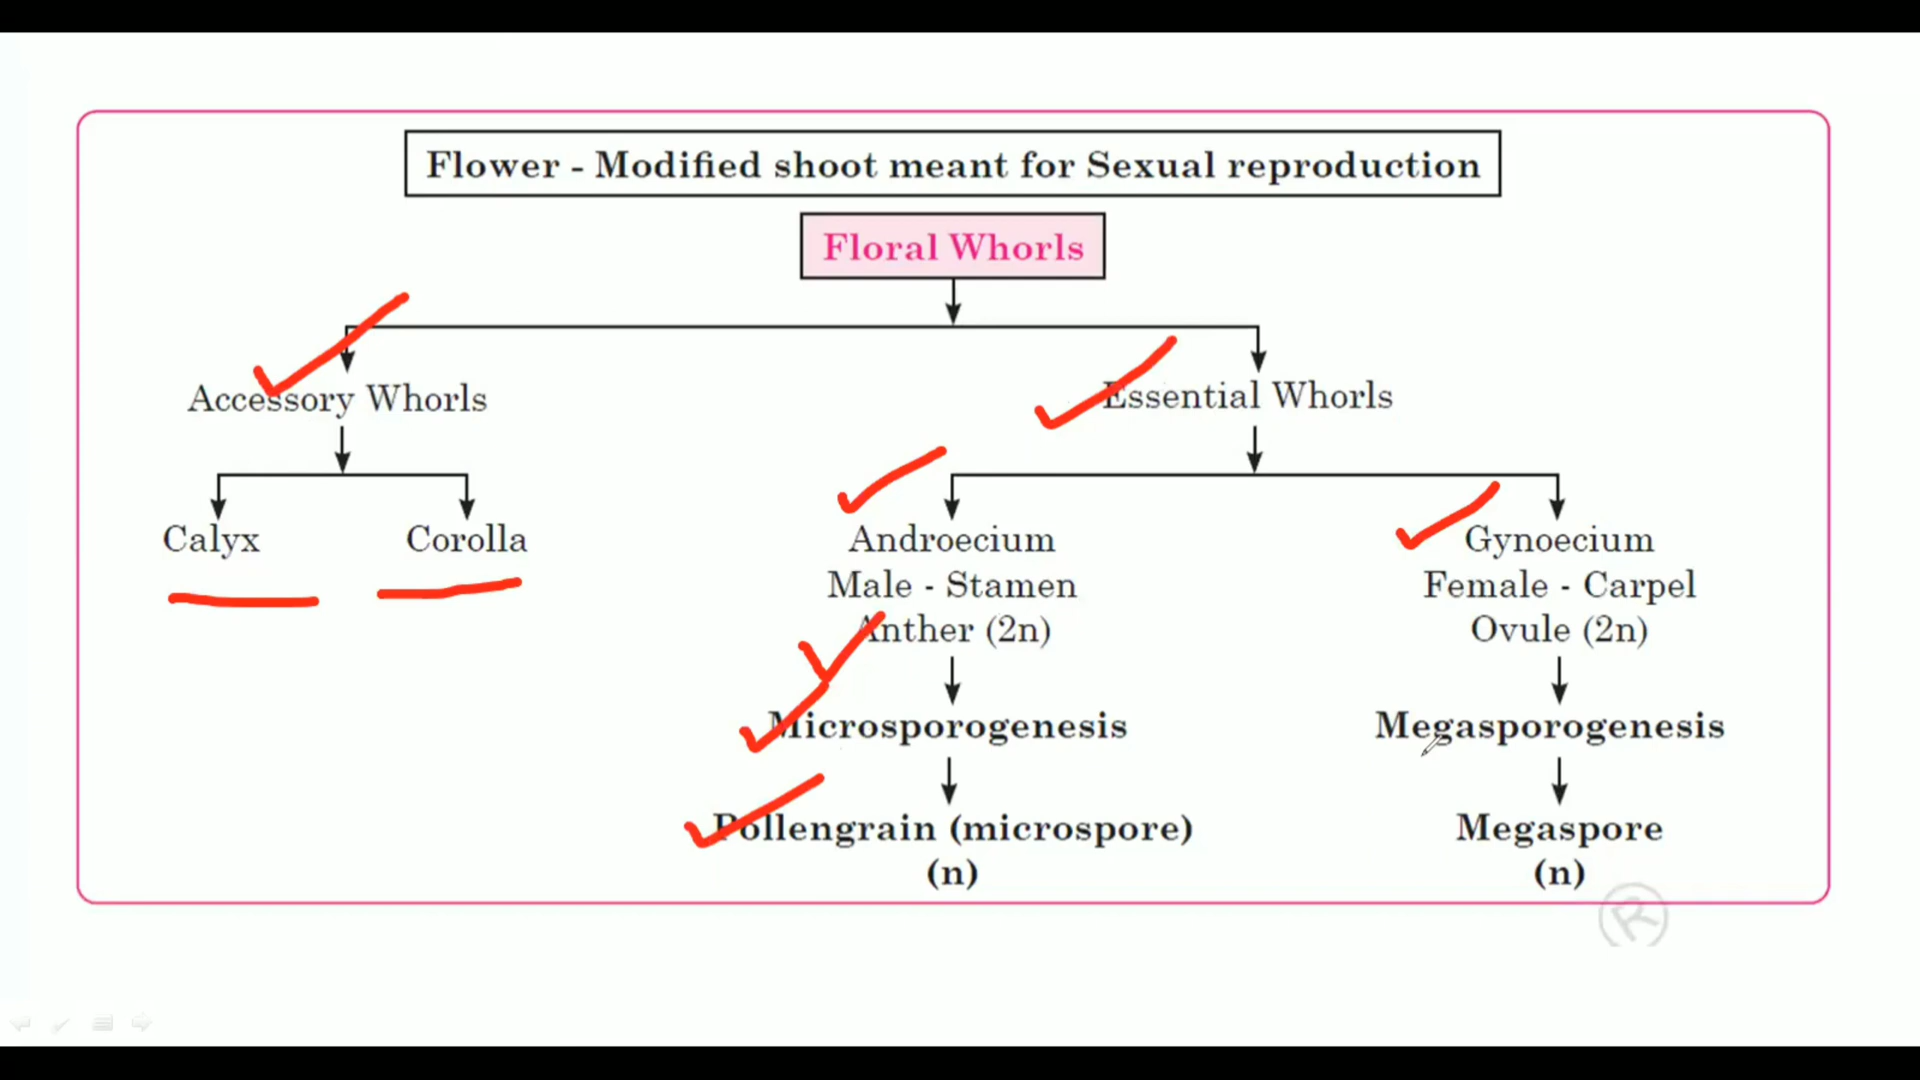 Flower - Modified shoot meant for Sexual reproduction
Floral Whorls
Accessory Whorls
Essential Whorls
Calyx
Corolla
Androecium
Male - Stamen
Anther (2n)
Microsporogenesis
Pollengrain (microspore)
(n)
Gynoecium
Female - Carpel
Ovule (2n)
Megasporogenesis
Megaspore
(n)
®